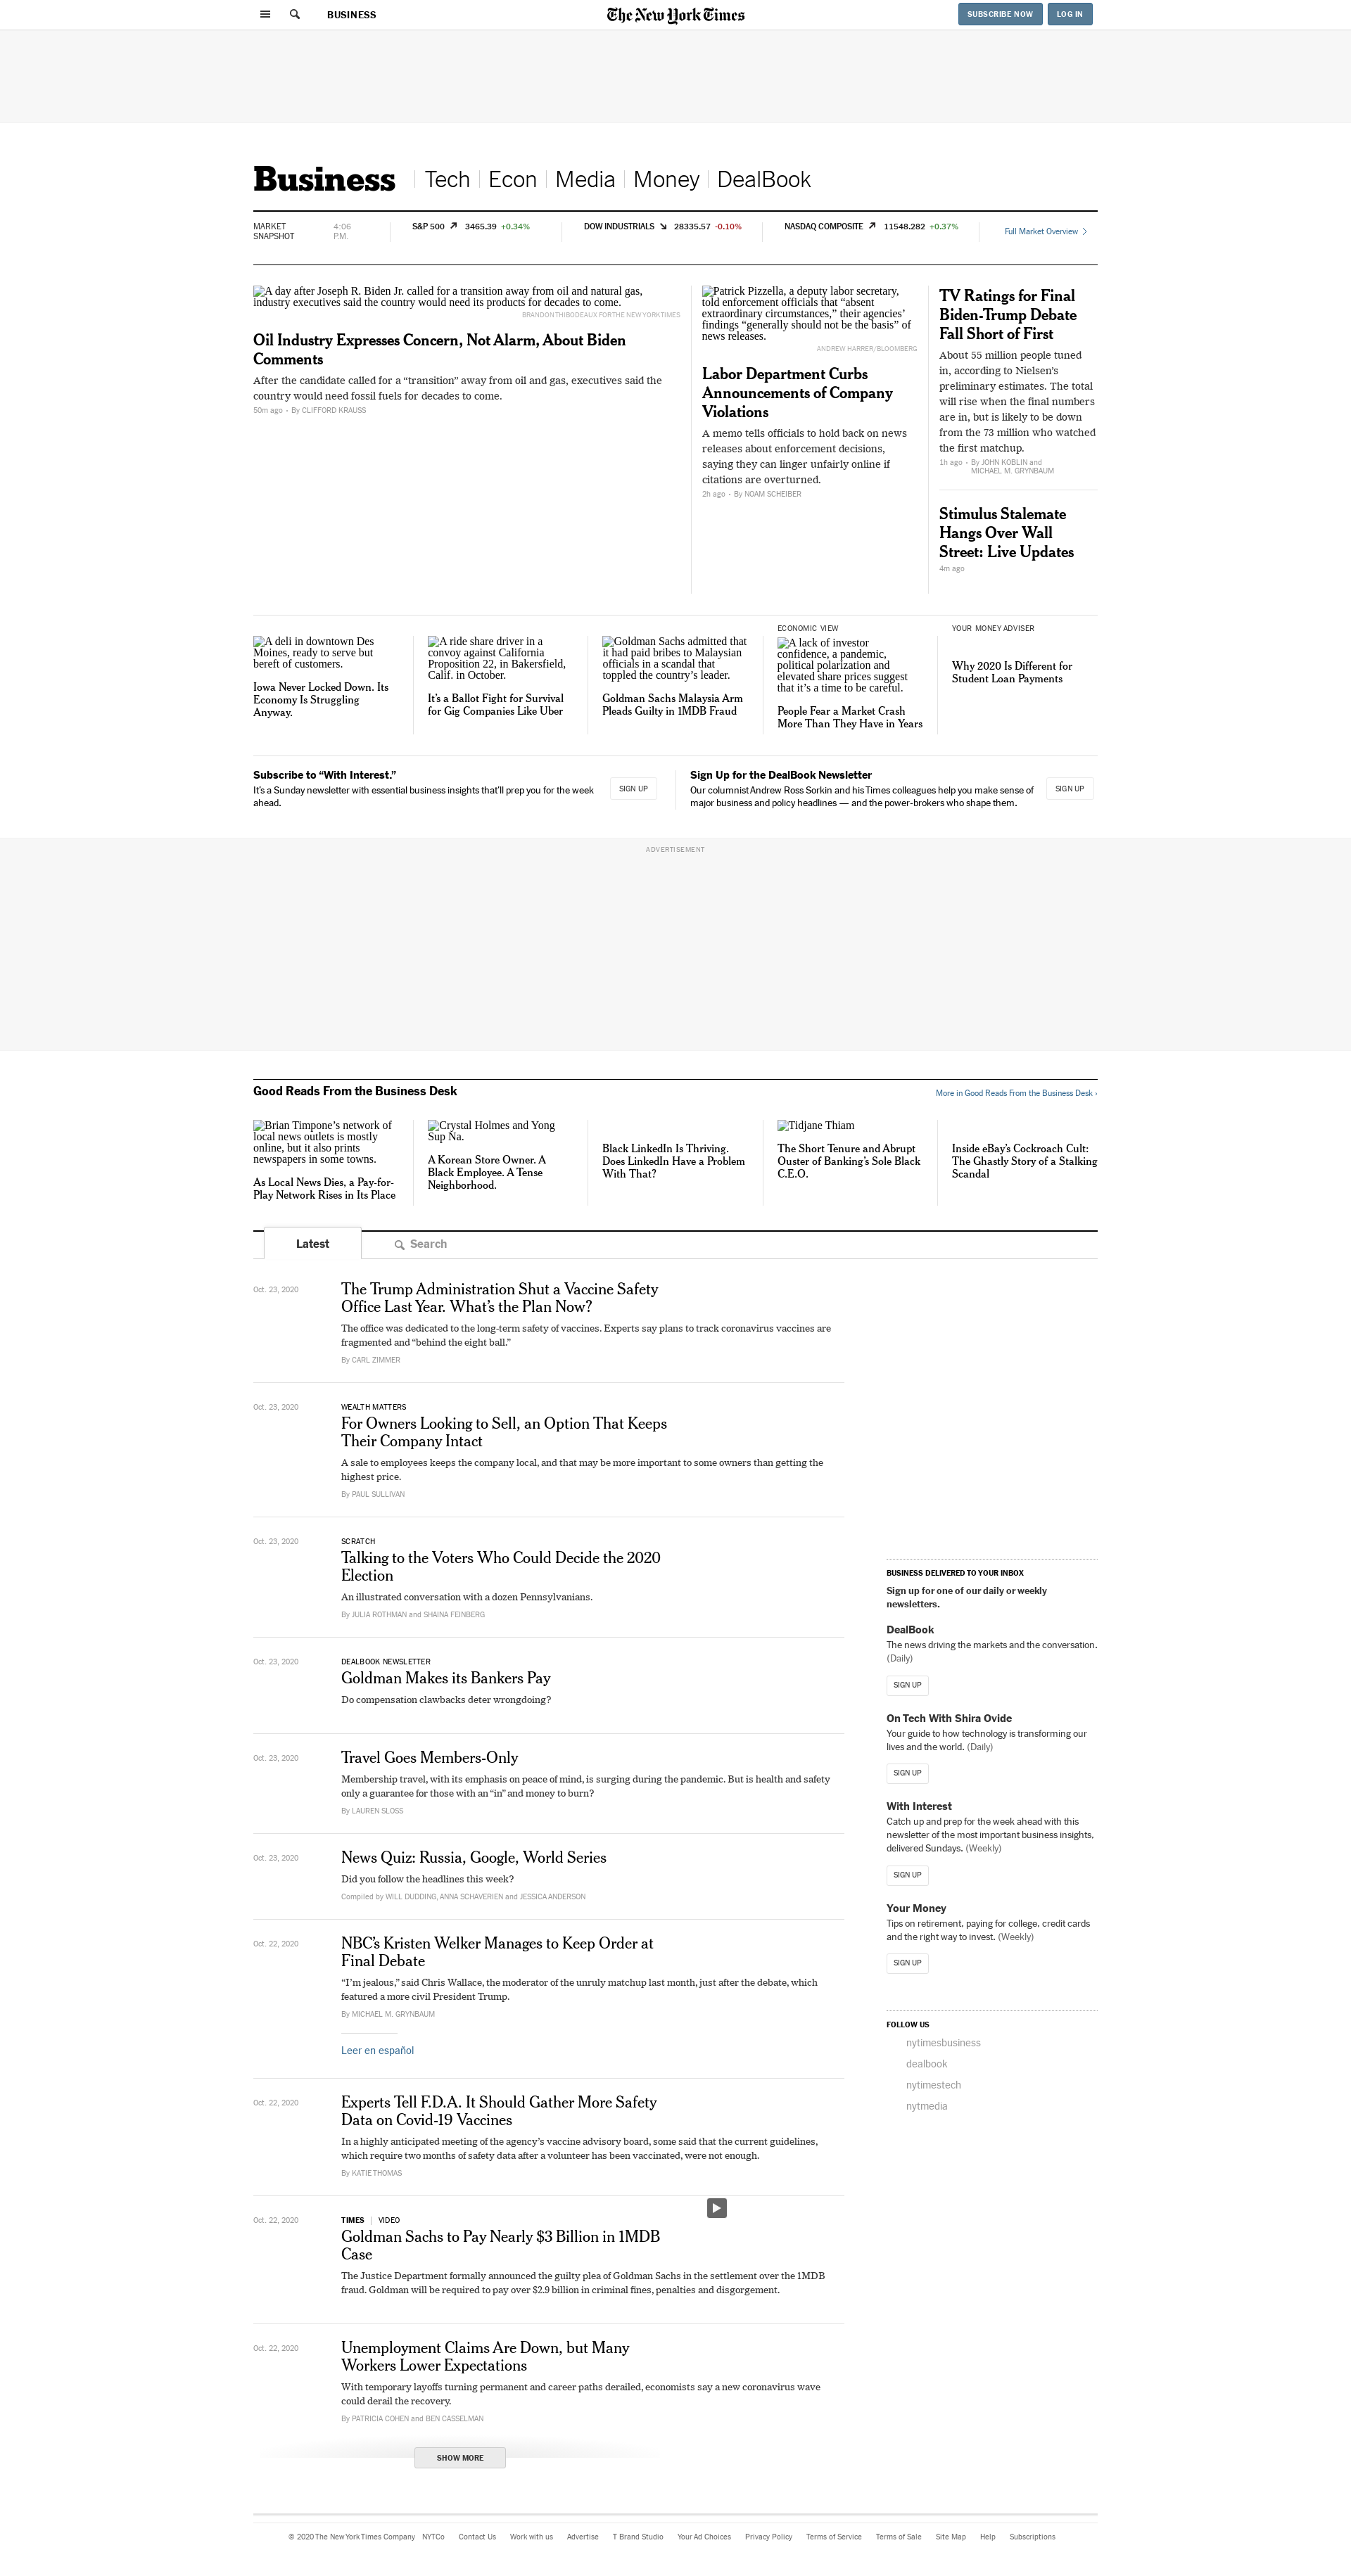 BUSINESS
The New York Times
SUBSCRIBE NOW
LOG IN
Business
Tech
Econ
Media
Money
DealBook
MARKET
SNAPSHOT
4:06
P.M.
S&P 500 3465.39 +0.34%
DOW INDUSTRIALS 28335.57 -0.10%
NASDAQ COMPOSITE 11548.282 +0.37%
Full Market Overview
A day after Joseph R. Biden Jr. called for a transition away from oil and natural gas,
industry executives said the country would need its products for decades to come.
BRANDON THIBODEAUX FOR THE NEW YORK TIMES
Oil Industry Expresses Concern, Not Alarm, About Biden
Comments
After the candidate called for a “transition” away from oil and gas, executives said the
country would need fossil fuels for decades to come.
50m ago • By CLIFFORD KRAUSS
Patrick Pizzella, a deputy labor secretary,
told enforcement officials that “absent
extraordinary circumstances,” their agencies’
findings “generally should not be the basis” of
news releases.
ANDREW HARRER/BLOOMBERG
Labor Department Curbs
Announcements of Company
Violations
A memo tells officials to hold back on news
releases about enforcement decisions,
saying they can linger unfairly online if
citations are overturned.
2h ago • By NOAM SCHEIBER
TV Ratings for Final
Biden-Trump Debate
Fall Short of First
About 55 million people tuned
in, according to Nielsen’s
preliminary estimates. The total
will rise when the final numbers
are in, but is likely to be down
from the 73 million who watched
the first matchup.
1h ago • By JOHN KOBLIN and
MICHAEL M. GRYNBAUM
Stimulus Stalemate
Hangs Over Wall
Street: Live Updates
4m ago
A deli in downtown Des
Moines, ready to serve but
bereft of customers.
Iowa Never Locked Down. Its
Economy Is Struggling
Anyway.
A ride share driver in a
convoy against California
Proposition 22, in Bakersfield,
Calif. in October.
It’s a Ballot Fight for Survival
for Gig Companies Like Uber
Goldman Sachs admitted that
it had paid bribes to Malaysian
officials in a scandal that
toppled the country’s leader.
Goldman Sachs Malaysia Arm
Pleads Guilty in 1MDB Fraud
ECONOMIC VIEW
A lack of investor
confidence, a pandemic,
political polarization and
elevated share prices suggest
that it’s a time to be careful.
People Fear a Market Crash
More Than They Have in Years
YOUR MONEY ADVISER
Why 2020 Is Different for
Student Loan Payments
Subscribe to “With Interest.”
It’s a Sunday newsletter with essential business insights that’ll prep you for the week
ahead.
SIGN UP
Sign Up for the DealBook Newsletter
Our columnist Andrew Ross Sorkin and his Times colleagues help you make sense of
major business and policy headlines — and the power-brokers who shape them.
SIGN UP
ADVERTISEMENT
Good Reads From the Business Desk
More in Good Reads From the Business Desk ›
Brian Timpone’s network of
local news outlets is mostly
online, but it also prints
newspapers in some towns.
As Local News Dies, a Pay-for-
Play Network Rises in Its Place
Crystal Holmes and Yong
Sup Na.
A Korean Store Owner. A
Black Employee. A Tense
Neighborhood.
Black LinkedIn Is Thriving.
Does LinkedIn Have a Problem
With That?
Tidjane Thiam
The Short Tenure and Abrupt
Ouster of Banking’s Sole Black
C.E.O.
Inside eBay’s Cockroach Cult:
The Ghastly Story of a Stalking
Scandal
Latest
Search
Oct. 23, 2020
The Trump Administration Shut a Vaccine Safety
Office Last Year. What’s the Plan Now?
The office was dedicated to the long-term safety of vaccines. Experts say plans to track coronavirus vaccines are
fragmented and “behind the eight ball.”
By CARL ZIMMER
Oct. 23, 2020
WEALTH MATTERS
For Owners Looking to Sell, an Option That Keeps
Their Company Intact
A sale to employees keeps the company local, and that may be more important to some owners than getting the
highest price.
By PAUL SULLIVAN
Oct. 23, 2020
SCRATCH
Talking to the Voters Who Could Decide the 2020
Election
An illustrated conversation with a dozen Pennsylvanians.
By JULIA ROTHMAN and SHAINA FEINBERG
Oct. 23, 2020
DEALBOOK NEWSLETTER
Goldman Makes its Bankers Pay
Do compensation clawbacks deter wrongdoing?
Oct. 23, 2020
Travel Goes Members-Only
Membership travel, with its emphasis on peace of mind, is surging during the pandemic. But is health and safety
only a guarantee for those with an “in” and money to burn?
By LAUREN SLOSS
Oct. 23, 2020
News Quiz: Russia, Google, World Series
Did you follow the headlines this week?
Compiled by WILL DUDDING, ANNA SCHAVERIEN and JESSICA ANDERSON
Oct. 22, 2020
NBC’s Kristen Welker Manages to Keep Order at
Final Debate
“I’m jealous,” said Chris Wallace, the moderator of the unruly matchup last month, just after the debate, which
featured a more civil President Trump.
By MICHAEL M. GRYNBAUM
Leer en español
Oct. 22, 2020
Experts Tell F.D.A. It Should Gather More Safety
Data on Covid-19 Vaccines
In a highly anticipated meeting of the agency’s vaccine advisory board, some said that the current guidelines,
which require two months of safety data after a volunteer has been vaccinated, were not enough.
By KATIE THOMAS
Oct. 22, 2020
TIMES VIDEO
Goldman Sachs to Pay Nearly $3 Billion in 1MDB
Case
The Justice Department formally announced the guilty plea of Goldman Sachs in the settlement over the 1MDB
fraud. Goldman will be required to pay over $2.9 billion in criminal fines, penalties and disgorgement.
Oct. 22, 2020
Unemployment Claims Are Down, but Many
Workers Lower Expectations
With temporary layoffs turning permanent and career paths derailed, economists say a new coronavirus wave
could derail the recovery.
By PATRICIA COHEN and BEN CASSELMAN
SHOW MORE
BUSINESS DELIVERED TO YOUR INBOX
Sign up for one of our daily or weekly
newsletters.
DealBook
The news driving the markets and the conversation.
(Daily)
SIGN UP
On Tech With Shira Ovide
Your guide to how technology is transforming our
lives and the world. (Daily)
SIGN UP
With Interest
Catch up and prep for the week ahead with this
newsletter of the most important business insights,
delivered Sundays. (Weekly)
SIGN UP
Your Money
Tips on retirement, paying for college, credit cards
and the right way to invest. (Weekly)
SIGN UP
FOLLOW US
nytimesbusiness
dealbook
nytimestech
nytmedia
© 2020 The New York Times Company NYTCo Contact Us Work with us Advertise T Brand Studio Your Ad Choices Privacy Policy Terms of Service Terms of Sale Site Map Help Subscriptions